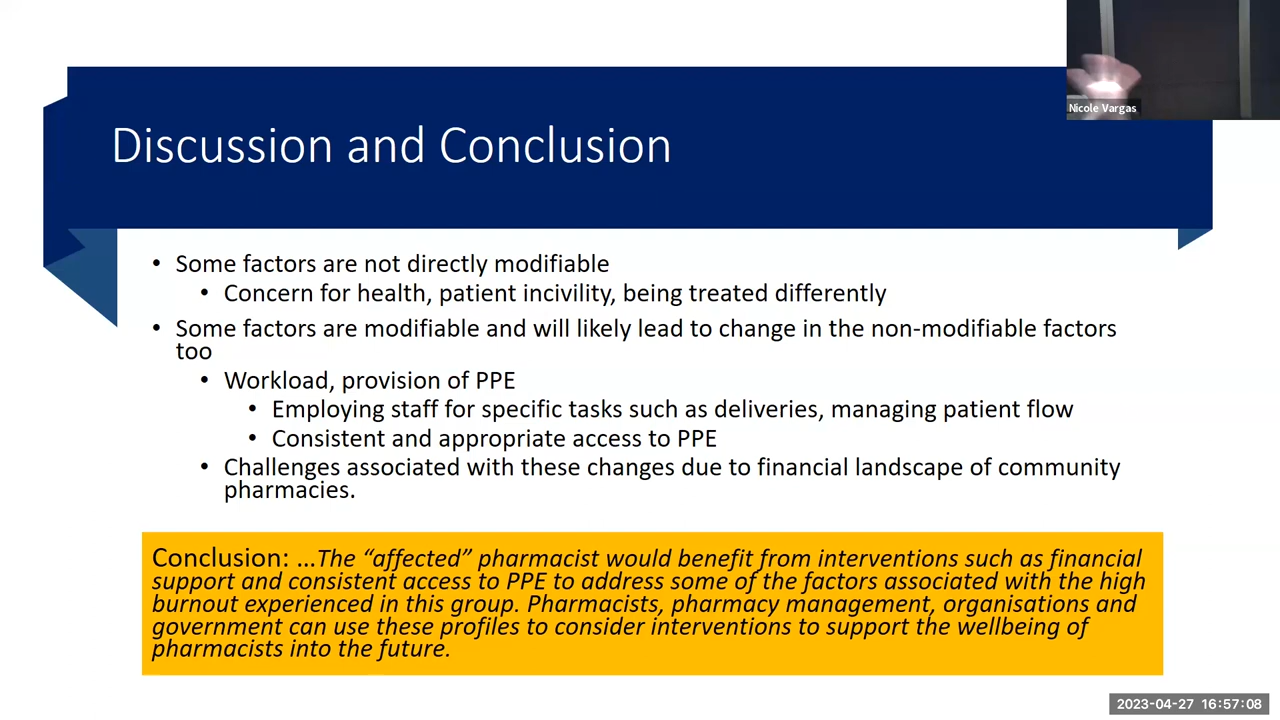 Nicole Vargas
Discussion and Conclusion
• Some factors are not directly modifiable
• Concern for health, patient incivility, being treated differently
• Some factors are modifiable and will likely lead to change in the non-modifiable factors
too
• Workload, provision of PPE
• Employing staff for specific tasks such as deliveries, managing patient flow
• Consistent and appropriate access to PPE
• Challenges associated with these changes due to financial landscape of community
pharmacies.
Conclusion: …The “affected” pharmacist would benefit from interventions such as financial
support and consistent access to PPE to address some of the factors associated with the high
burnout experienced in this group. Pharmacists, pharmacy management, organisations and
government can use these profiles to consider interventions to support the wellbeing of
pharmacists into the future.
2023-04-27 16:57:08